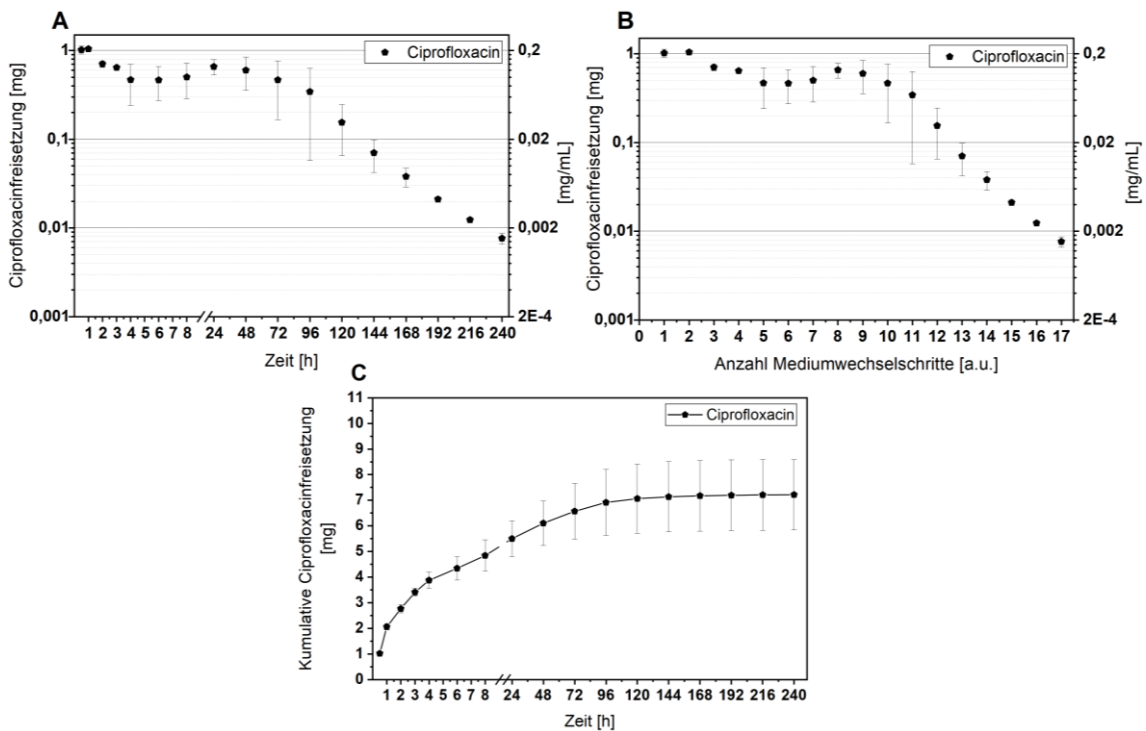 A
Ciprofloxacin
Ciprofloxacinfreisetzung [mg]
1
0,1
0,01
0,001
0,2
0,02
0,002
2E-4
[mg/mL]
1 2 3 4 5 6 7 8 24 48 72 96 120 144 168 192 216 240
Zeit [h]
B
Ciprofloxacin
Ciprofloxacinfreisetzung [mg]
1
0,1
0,01
0,001
0,2
0,02
0,002
2E-4
[mg/mL]
0 1 2 3 4 5 6 7 8 9 10 11 12 13 14 15 16 17
Anzahl Mediumwechselschritte [a.u.]
C
Ciprofloxacin
Kumulative Ciprofloxacinfreisetzung
[mg]
11
10
9
8
7
6
5
4
3
2
1
0
1 2 3 4 5 6 7 8 24 48 72 96 120 144 168 192 216 240
Zeit [h]